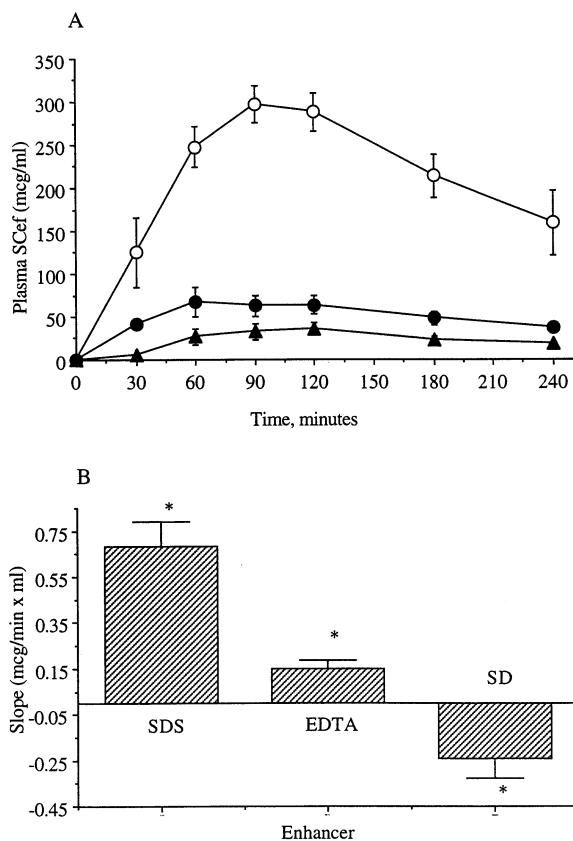 A
350
300
250
200
150
100
50
0
Plasma SCef (mcg/ml)
0 30 60 90 120 150 180 210 240
Time, minutes
B
0.75
0.55
0.35
0.15
-0.05
-0.25
-0.45
Slope (mcg/min x ml)
*
*
SD
SDS EDTA
*
Enhancer